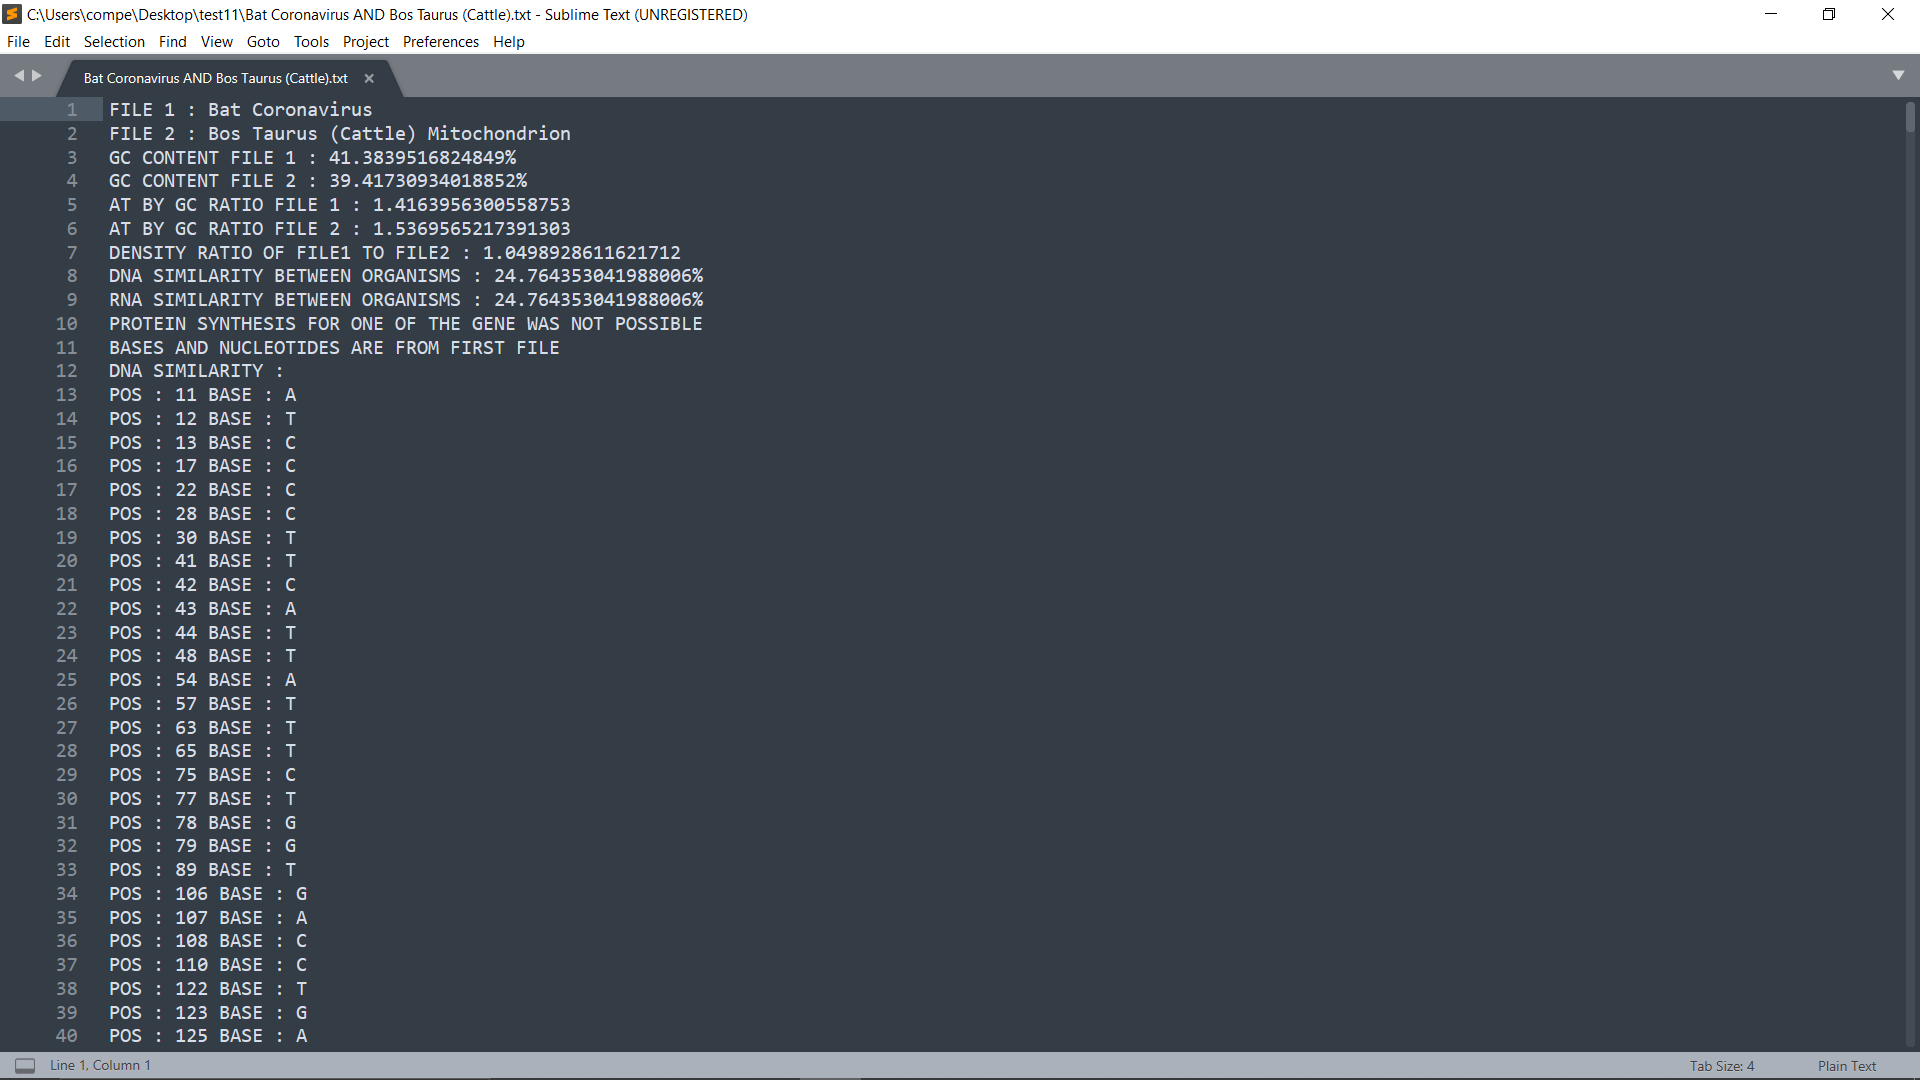 C:\Users\compe\Desktop\test11\Bat Coronavirus AND Bos Taurus (Cattle).txt - Sublime Text (UNREGISTERED)
File Edit Selection Find View Goto Tools Project Preferences Help
Bat Coronavirus AND Bos Taurus (Cattle).txt
1 FILE 1 : Bat Coronavirus
2 FILE 2 : Bos Taurus (Cattle) Mitochondrion
3 GC CONTENT FILE 1 : 41.3839516824849%
4 GC CONTENT FILE 2 : 39.41730934018852%
5 AT BY GC RATIO FILE 1 : 1.4163956300558753
6 AT BY GC RATIO FILE 2 : 1.5369565217391303
7 DENSITY RATIO OF FILE1 TO FILE2 : 1.0498928611621712
8 DNA SIMILARITY BETWEEN ORGANISMS : 24.764353041988006%
9 RNA SIMILARITY BETWEEN ORGANISMS : 24.764353041988006%
10 PROTEIN SYNTHESIS FOR ONE OF THE GENE WAS NOT POSSIBLE
11 BASES AND NUCLEOTIDES ARE FROM FIRST FILE
12 DNA SIMILARITY :
13 POS : 11 BASE : A
14 POS : 12 BASE : T
15 POS : 13 BASE : C
16 POS : 17 BASE : C
17 POS : 22 BASE : C
18 POS : 28 BASE : C
19 POS : 30 BASE : T
20 POS : 41 BASE : T
21 POS : 42 BASE : C
22 POS : 43 BASE : A
23 POS : 44 BASE : T
24 POS : 48 BASE : T
25 POS : 54 BASE : A
26 POS : 57 BASE : T
27 POS : 63 BASE : T
28 POS : 65 BASE : T
29 POS : 75 BASE : C
30 POS : 77 BASE : T
31 POS : 78 BASE : G
32 POS : 79 BASE : G
33 POS : 89 BASE : T
34 POS : 106 BASE : G
35 POS : 107 BASE : A
36 POS : 108 BASE : C
37 POS : 110 BASE : C
38 POS : 122 BASE : T
39 POS : 123 BASE : G
40 POS : 125 BASE : A
Line 1, Column 1 Tab Size: 4 Plain Text